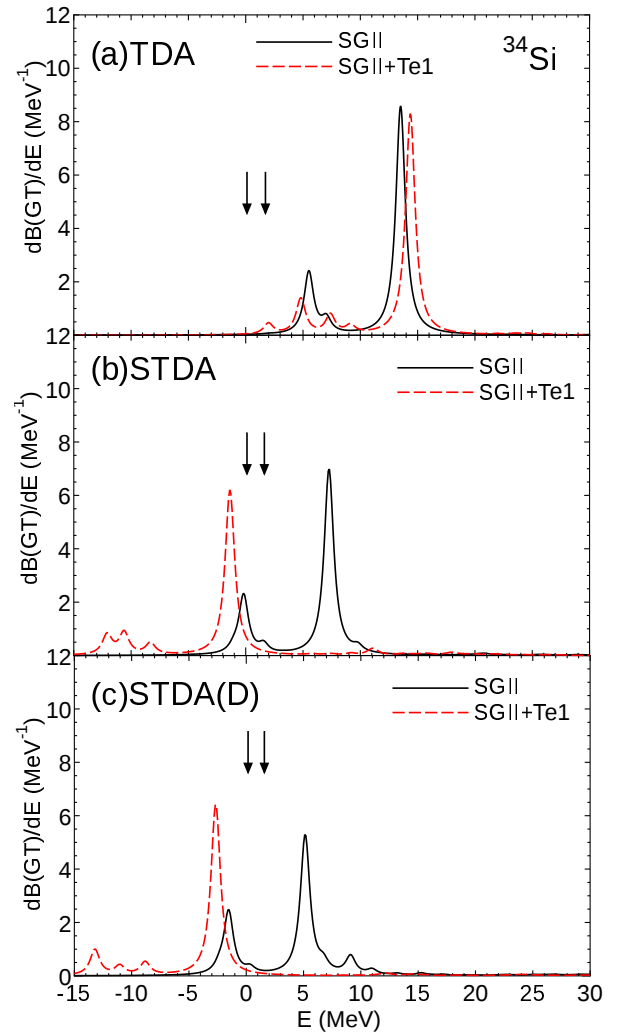 12
(a)TDA
SGII
SGII+Te1
³⁴Si
10
8
6
4
2
dB(GT)/dE (MeV⁻¹)
12
(b)STDA
SGII
SGII+Te1
10
8
6
4
2
dB(GT)/dE (MeV⁻¹)
12
(c)STDA(D)
SGII
SGII+Te1
10
8
6
4
2
0
dB(GT)/dE (MeV⁻¹)
-15 -10 -5 0 5 10 15 20 25 30
E (MeV)